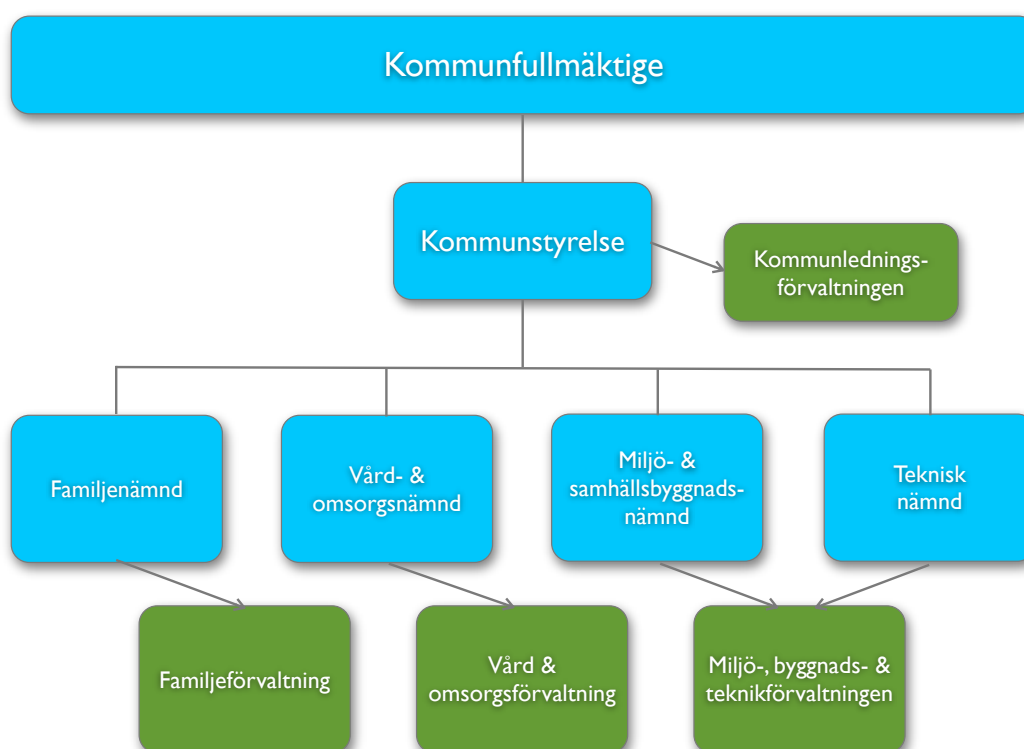 Kommunfullmäktige
Kommunstyrelse
Kommunlednings-
förvaltningen
Familjenämnd
Vård- &
omsorgsnämnd
Miljö- &
samhällsbyggnads-
nämnd
Teknisk
nämnd
Familjeförvaltning
Vård &
omsorgsförvaltning
Miljö-, byggnads- &
teknikförvaltningen